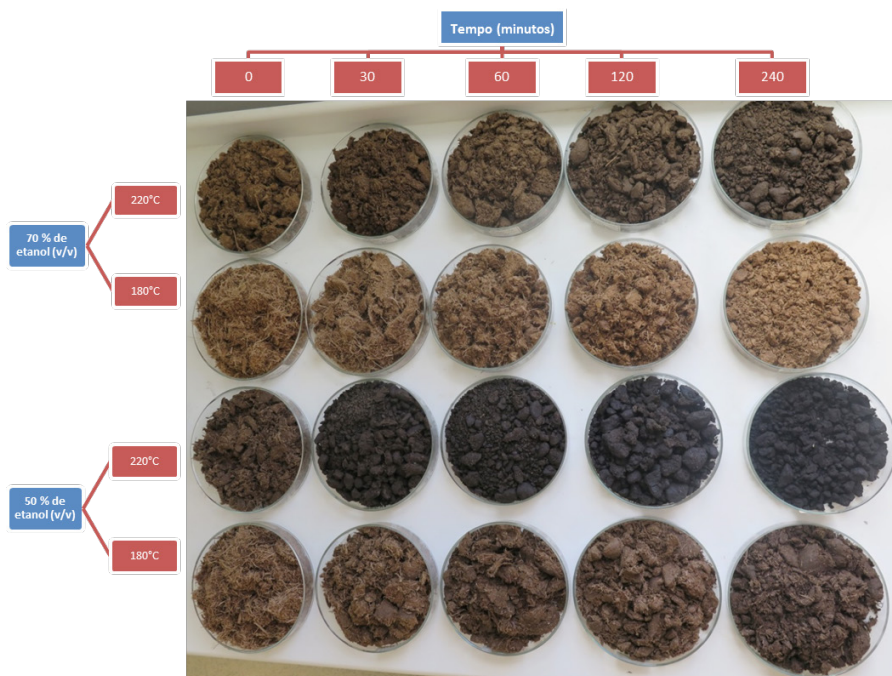 Tempo (minutos)
0 30 60 120 240
220°C
70 % de
etanol (v/v)
180°C
220°C
50 % de
etanol (v/v)
180°C